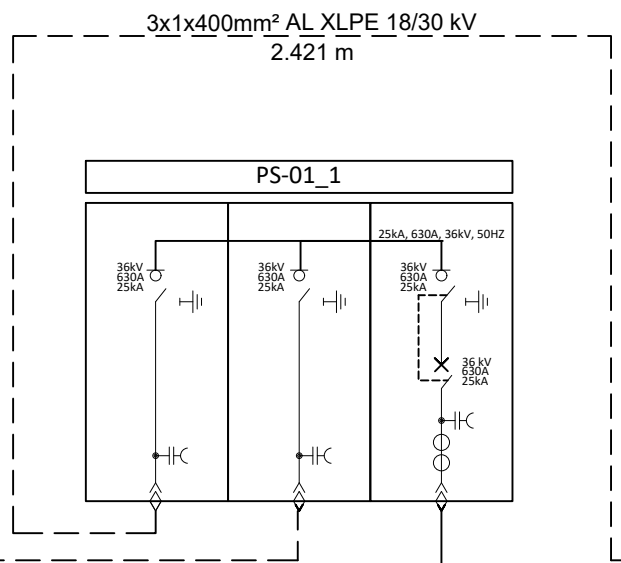 3x1x400mm² AL XLPE 18/30 kV
2.421 m
PS-01_1
25kA, 630A, 36kV, 50HZ
36kV
630A
25kA
36kV
630A
25kA
36kV
630A
25kA
36 kV
630A
25kA